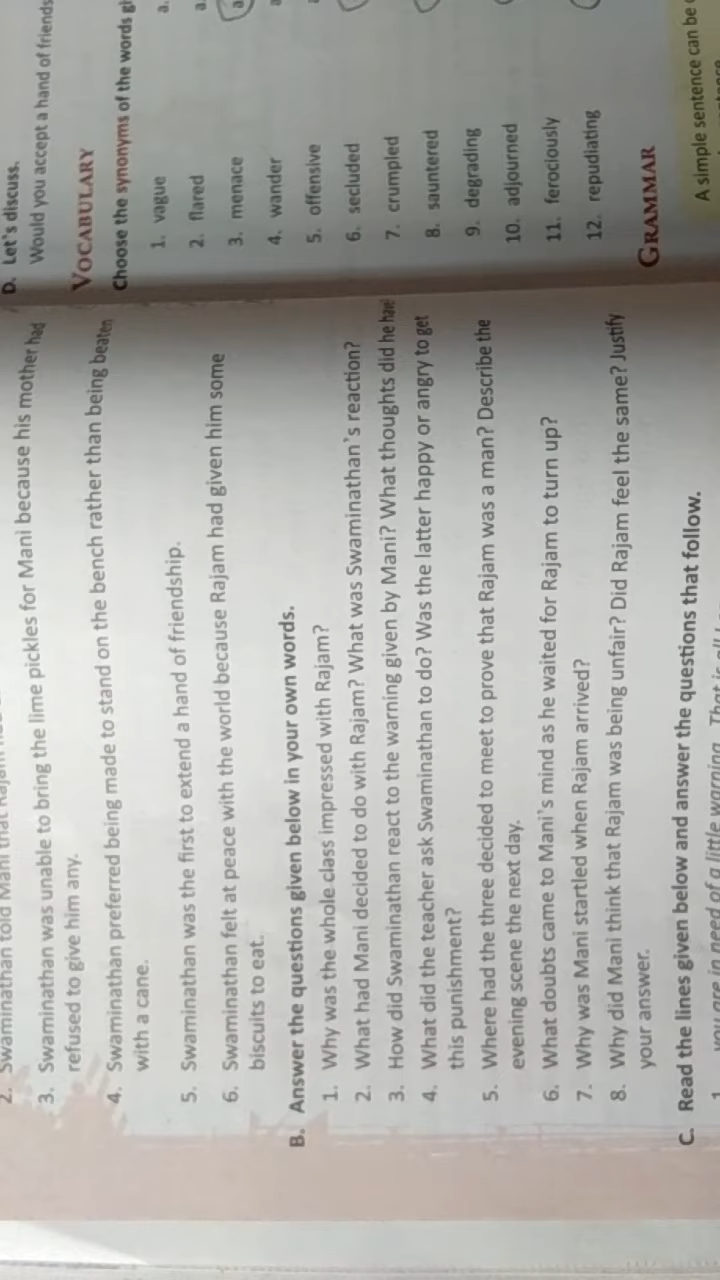 2. Swaminathan told Mani that Rajam
3. Swaminathan was unable to bring the lime pickles for Mani because his mother had
refused to give him any.
4. Swaminathan preferred being made to stand on the bench rather than being beaten
with a cane.
5. Swaminathan was the first to extend a hand of friendship.
6. Swaminathan felt at peace with the world because Rajam had given him some
biscuits to eat.
B. Answer the questions given below in your own words.
1. Why was the whole class impressed with Rajam?
2. What had Mani decided to do with Rajam? What was Swaminathan's reaction?
3. How did Swaminathan react to the warning given by Mani? What thoughts did he have
4. What did the teacher ask Swaminathan to do? Was the latter happy or angry to get
this punishment?
5. Where had the three decided to meet to prove that Rajam was a man? Describe the
evening scene the next day.
6. What doubts came to Mani's mind as he waited for Rajam to turn up?
7. Why was Mani startled when Rajam arrived?
8. Why did Mani think that Rajam was being unfair? Did Rajam feel the same? Justify
your answer.
C. Read the lines given below and answer the questions that follow.
1. you are in need of a little warning. That is all
D. Let's discuss.
Would you accept a hand of friends
VOCABULARY
Choose the synonyms of the words gi
1. vague a.
2. flared a.
3. menace a
4. wander a
5. offensive
6. secluded
7. crumpled
8. sauntered
9. degrading
10. adjourned
11. ferociously
12. repudiating
GRAMMAR
A simple sentence can be